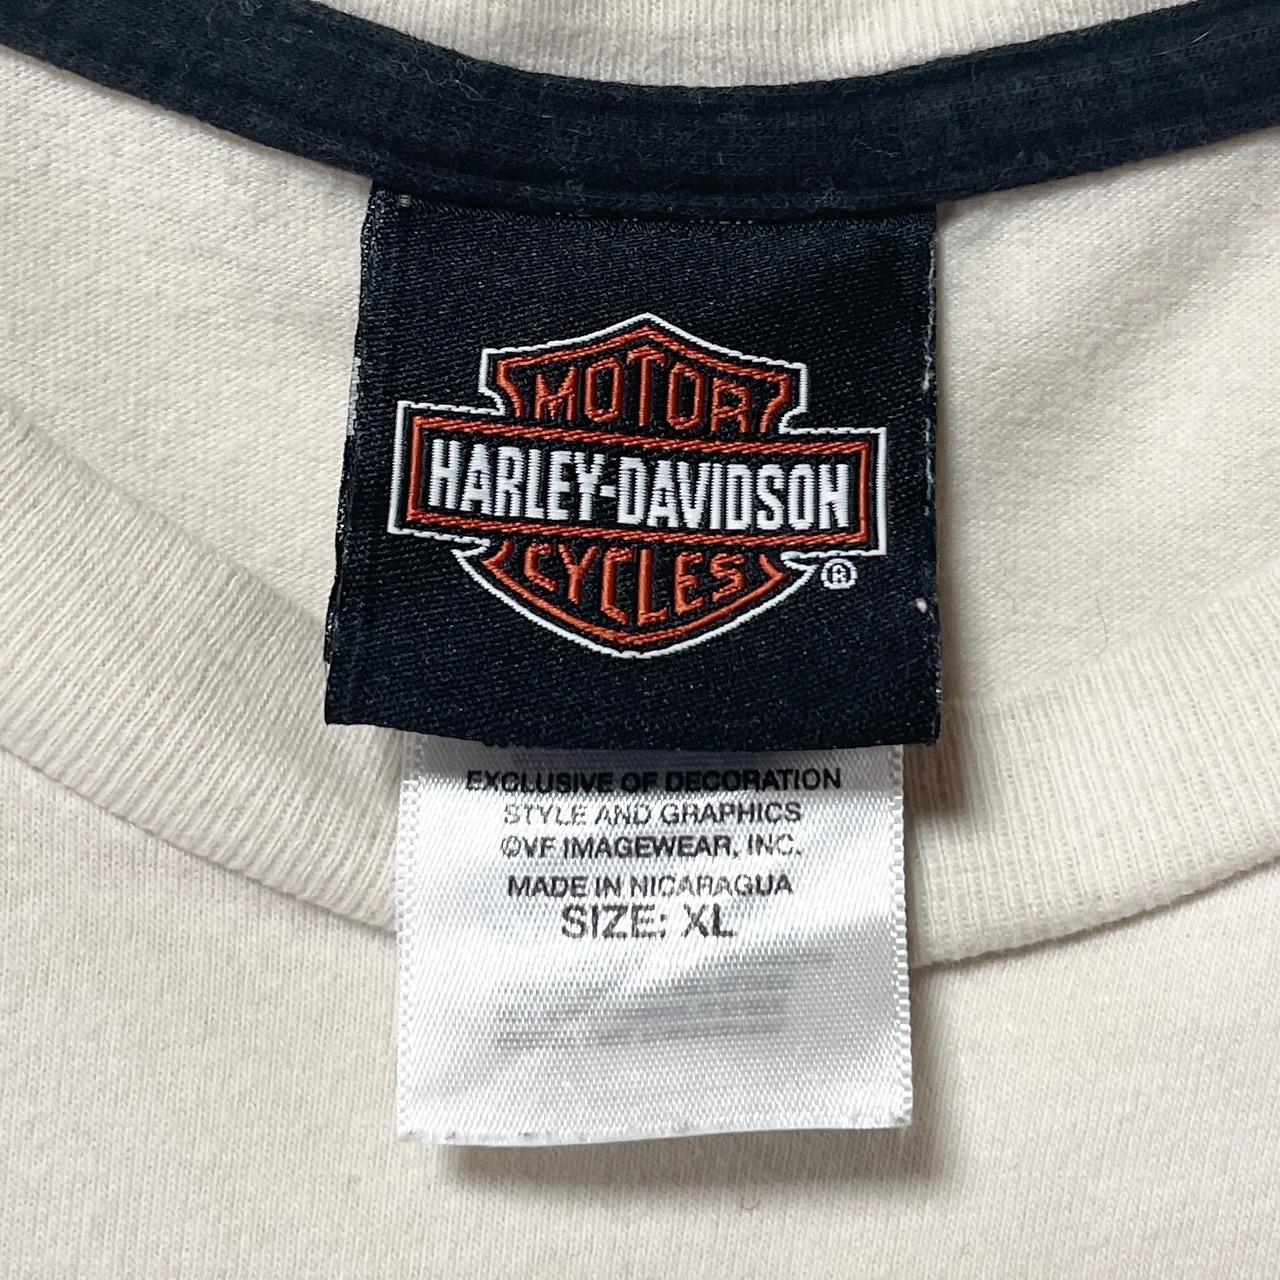 MOTOR
HARLEY-DAVIDSON
CYCLES
®
EXCLUSIVE OF DECORATION
STYLE AND GRAPHICS
©VF IMAGEWEAR, INC.
MADE IN NICARAGUA
SIZE: XL